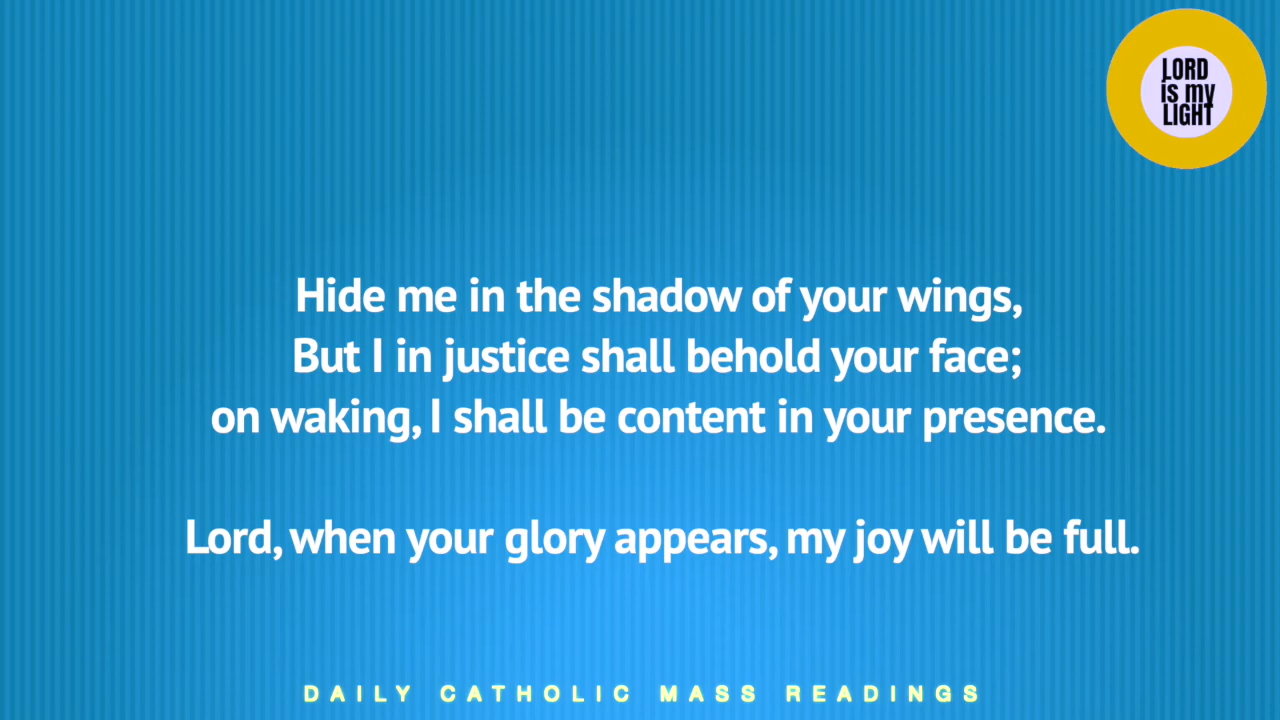 LORD
is my
LIGHT
Hide me in the shadow of your wings,
But I in justice shall behold your face;
on waking, I shall be content in your presence.
Lord, when your glory appears, my joy will be full.
DAILY CATHOLIC MASS READINGS